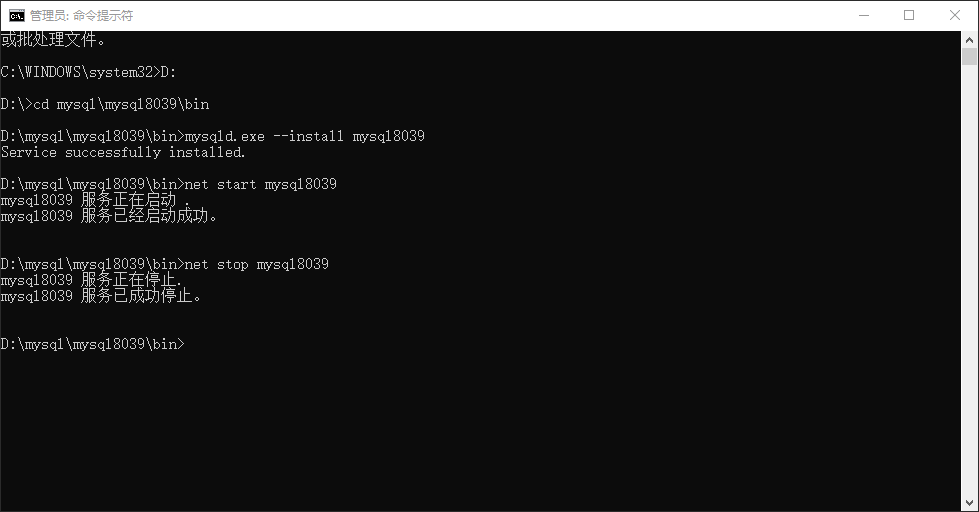 管理员: 命令提示符
或批处理文件。
C:\WINDOWS\system32>D:
D:\>cd mysql\mysql8039\bin
D:\mysql\mysql8039\bin>mysqld.exe --install mysql8039
Service successfully installed.
D:\mysql\mysql8039\bin>net start mysql8039
mysql8039 服务正在启动 .
mysql8039 服务已经启动成功。
D:\mysql\mysql8039\bin>net stop mysql8039
mysql8039 服务正在停止.
mysql8039 服务已成功停止。
D:\mysql\mysql8039\bin>